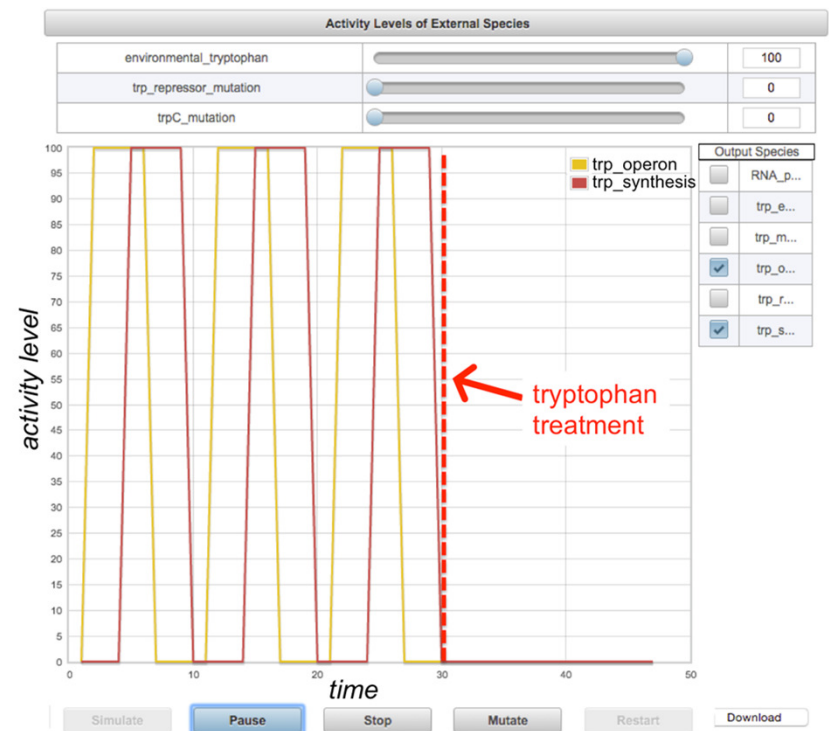 Activity Levels of External Species
environmental_tryptophan 100
trp_repressor_mutation 0
trpC_mutation 0
Output Species
RNA_p...
trp_e...
trp_m...
trp_o...
trp_r...
trp_s...
trp_operon
trp_synthesis
tryptophan
treatment
activity level
100
95
90
85
80
75
70
65
60
55
50
45
40
35
30
25
20
15
10
5
0
0 10 20 30 40 50
time
Simulate Pause Stop Mutate Restart Download